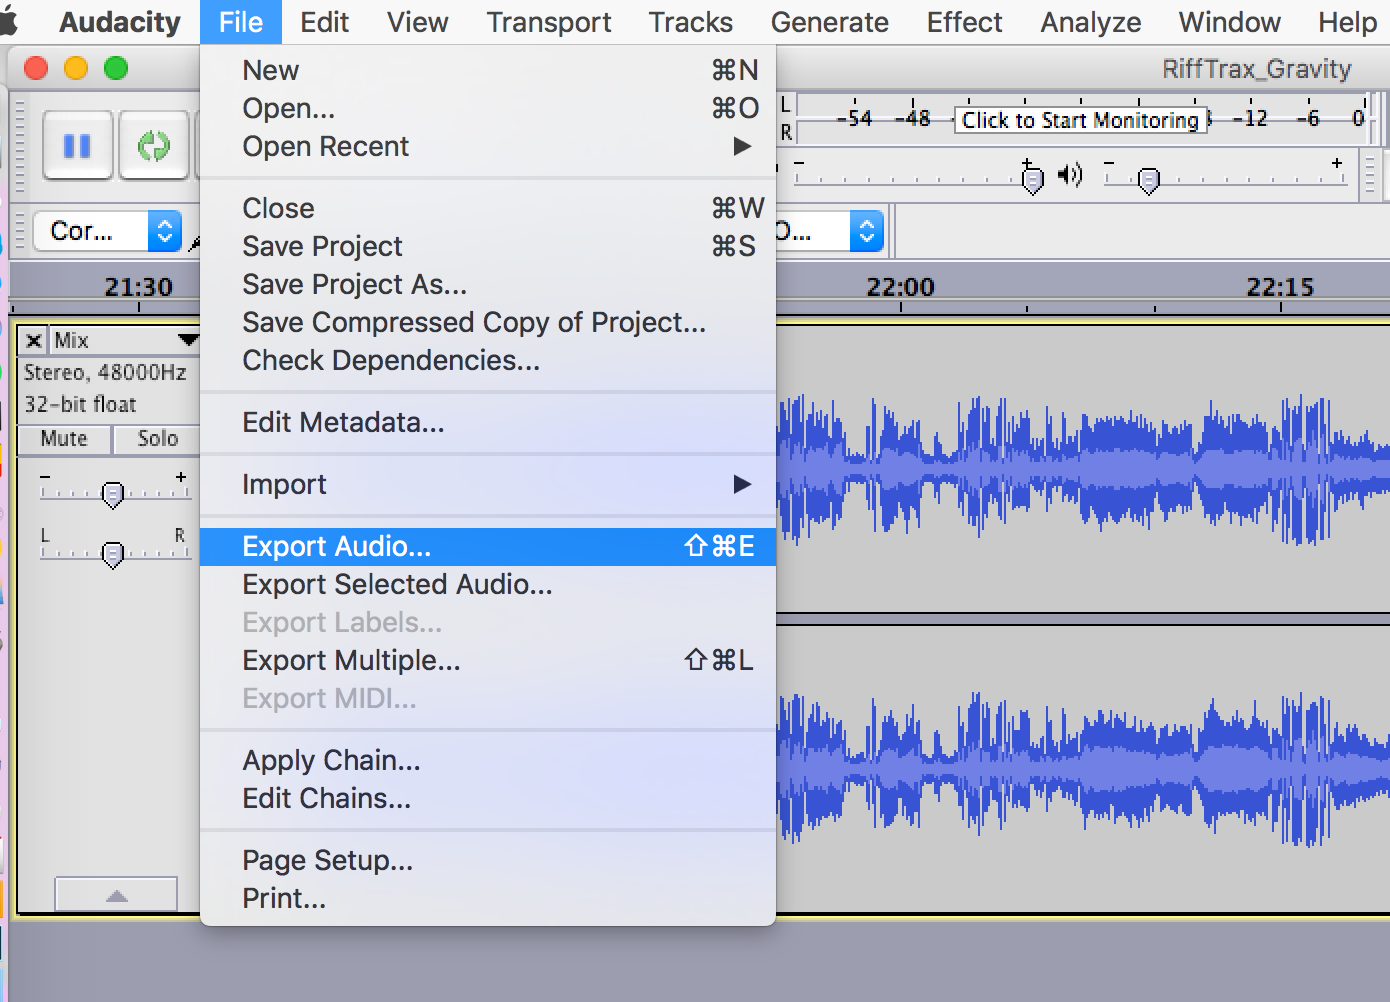 Audacity File Edit View Transport Tracks Generate Effect Analyze Window Help
RiffTrax_Gravity
New ⌘N
Open... ⌘O
Open Recent ▶
Close ⌘W
Save Project ⌘S
Save Project As...
Save Compressed Copy of Project...
Check Dependencies...
Edit Metadata...
Import ▶
Export Audio... ⇧⌘E
Export Selected Audio...
Export Labels...
Export Multiple... ⇧⌘L
Export MIDI...
Apply Chain...
Edit Chains...
Page Setup...
Print...
L
R
-54 -48 Click to Start Monitoring -12 -6 0
- +
- +
Cor...
O...
21:30 22:00 22:15
Mix
Stereo, 48000Hz
32-bit float
Mute Solo
- +
L R